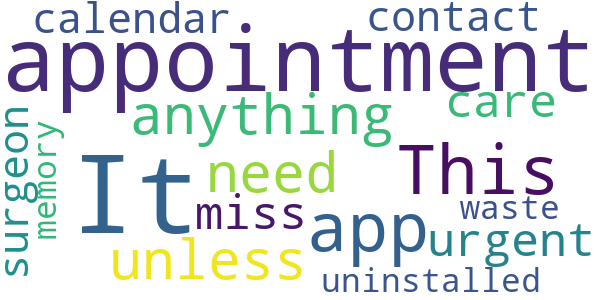 calendar contact
appointment
anything care
surgeon memory It need This
miss app waste
unless urgent
uninstalled